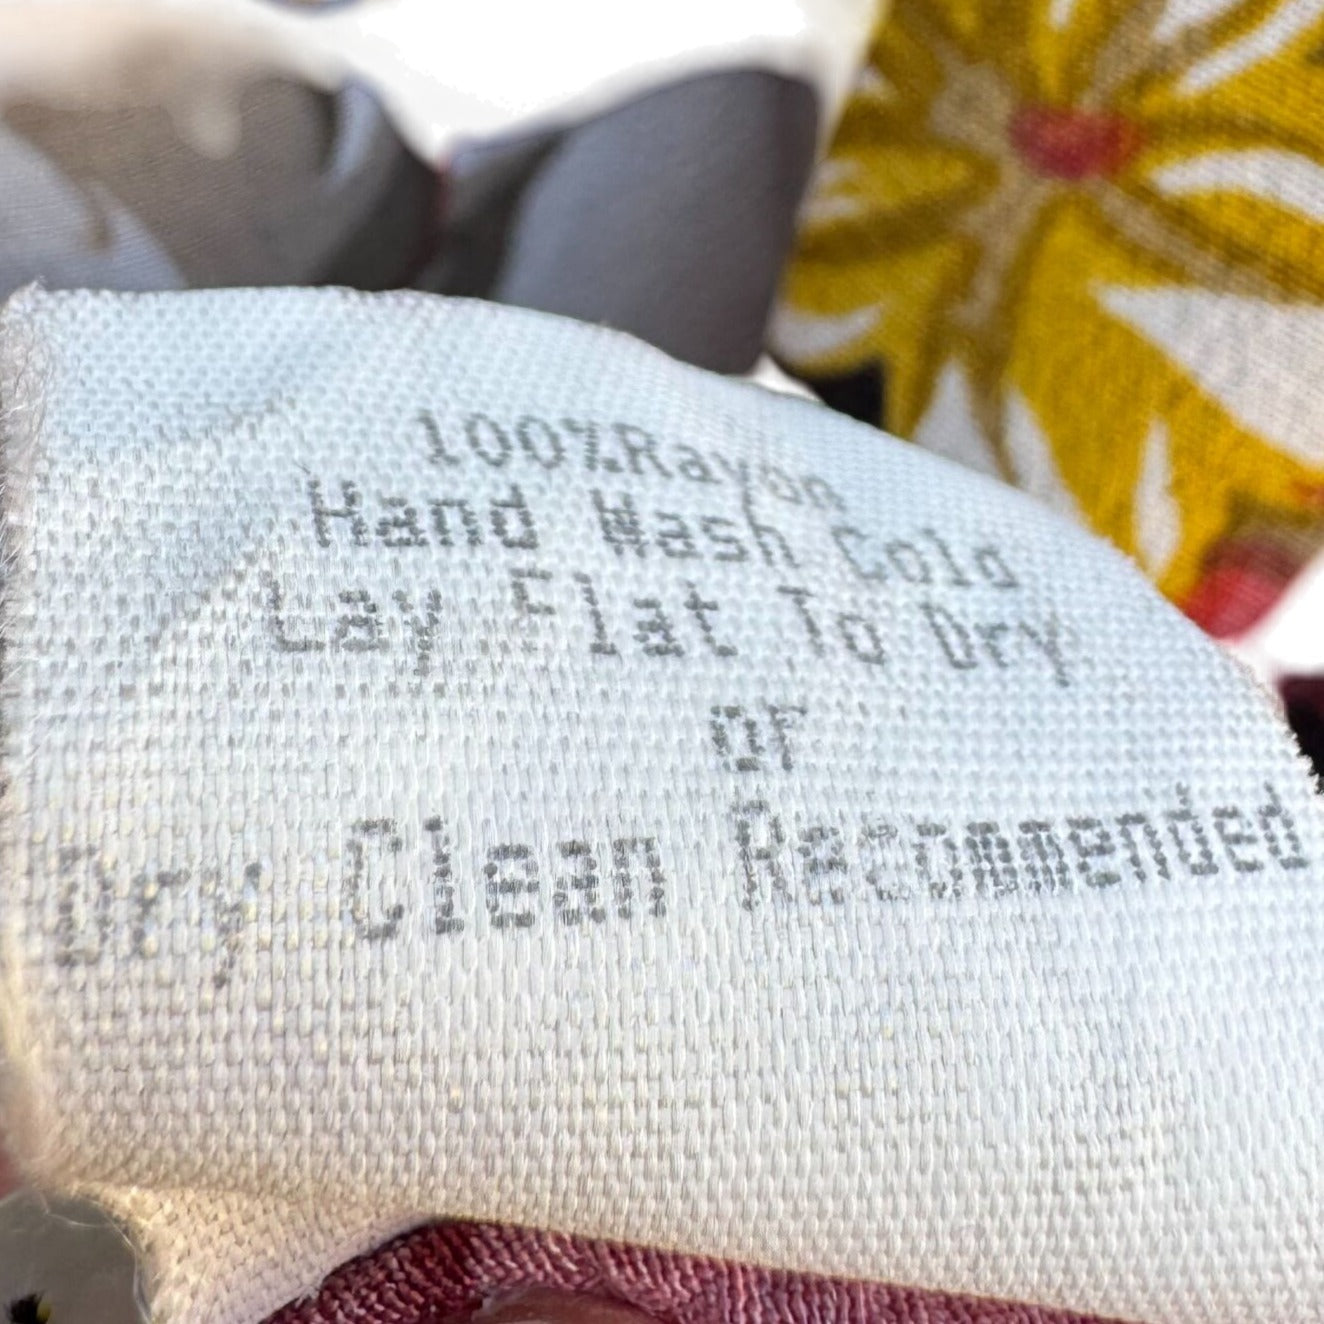 100%Rayon
Hand Wash Cold
Lay Flat To Dry
or
Dry Clean Recommended